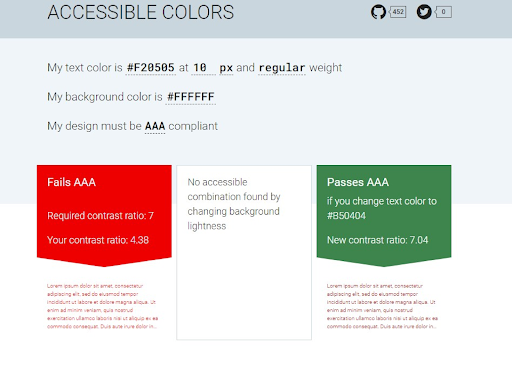 ACCESSIBLE COLORS
452
0
My text color is #F20505 at 10 px and regular weight
My background color is #FFFFFF
My design must be AAA compliant
Fails AAA
Required contrast ratio: 7
Your contrast ratio: 4.38
Lorem ipsum dolor sit amet, consectetur
adipiscing elit, sed do eiusmod tempor
incididunt ut labore et dolore magna aliqua. Ut
enim ad minim veniam, quis nostrud
exercitation ullamco laboris nisi ut aliquip ex ea
commodo consequat. Duis aute irure dolor in...
No accessible
combination found by
changing background
lightness
Passes AAA
if you change text color to
#B50404
New contrast ratio: 7.04
Lorem ipsum dolor sit amet, consectetur
adipiscing elit, sed do eiusmod tempor
incididunt ut labore et dolore magna aliqua. Ut
enim ad minim veniam, quis nostrud
exercitation ullamco laboris nisi ut aliquip ex ea
commodo consequat. Duis aute irure dolor in...